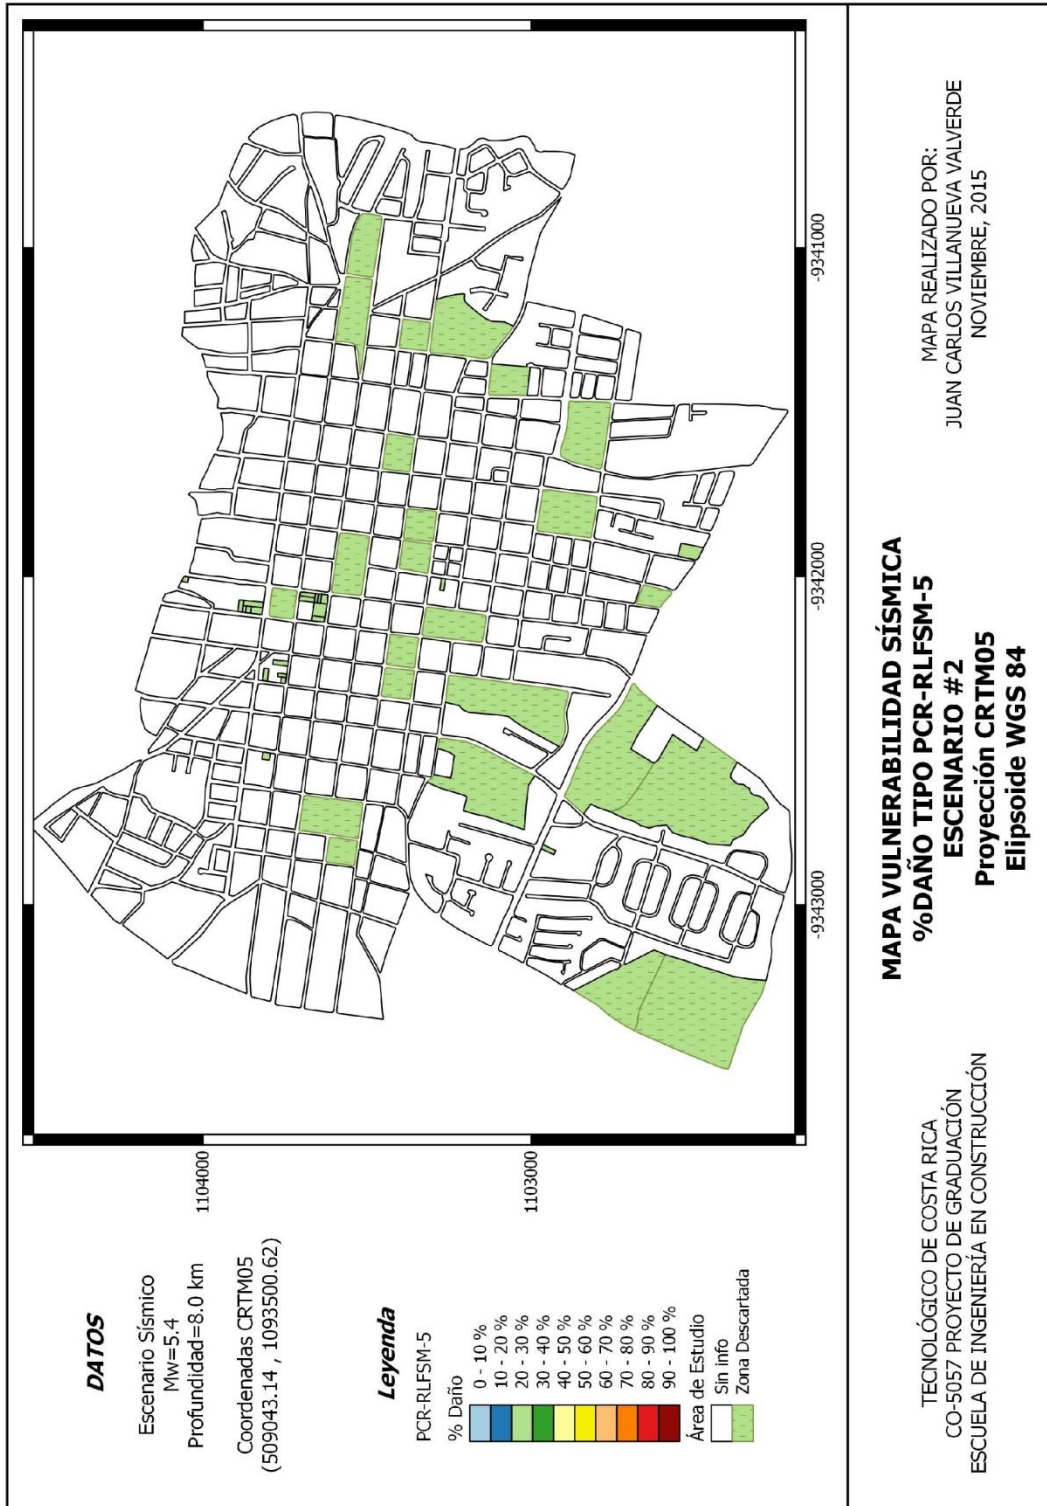 DATOS
Escenario Sísmico
Mw=5.4
Profundidad=8.0 km
Coordenadas CRTM05
(509043.14 , 1093500.62)
Leyenda
PCR-RLFSM-5
% Daño
0 - 10 %
10 - 20 %
20 - 30 %
30 - 40 %
40 - 50 %
50 - 60 %
60 - 70 %
70 - 80 %
80 - 90 %
90 - 100 %
Área de Estudio
Sin info
Zona Descartada
1104000
1103000
-9343000
-9342000
-9341000
TECNOLÓGICO DE COSTA RICA
CO-5057 PROYECTO DE GRADUACIÓN
ESCUELA DE INGENIERÍA EN CONSTRUCCIÓN
MAPA VULNERABILIDAD SÍSMICA
%DAÑO TIPO PCR-RLFSM-5
ESCENARIO #2
Proyección CRTM05
Elipsoide WGS 84
MAPA REALIZADO POR:
JUAN CARLOS VILLANUEVA VALVERDE
NOVIEMBRE, 2015